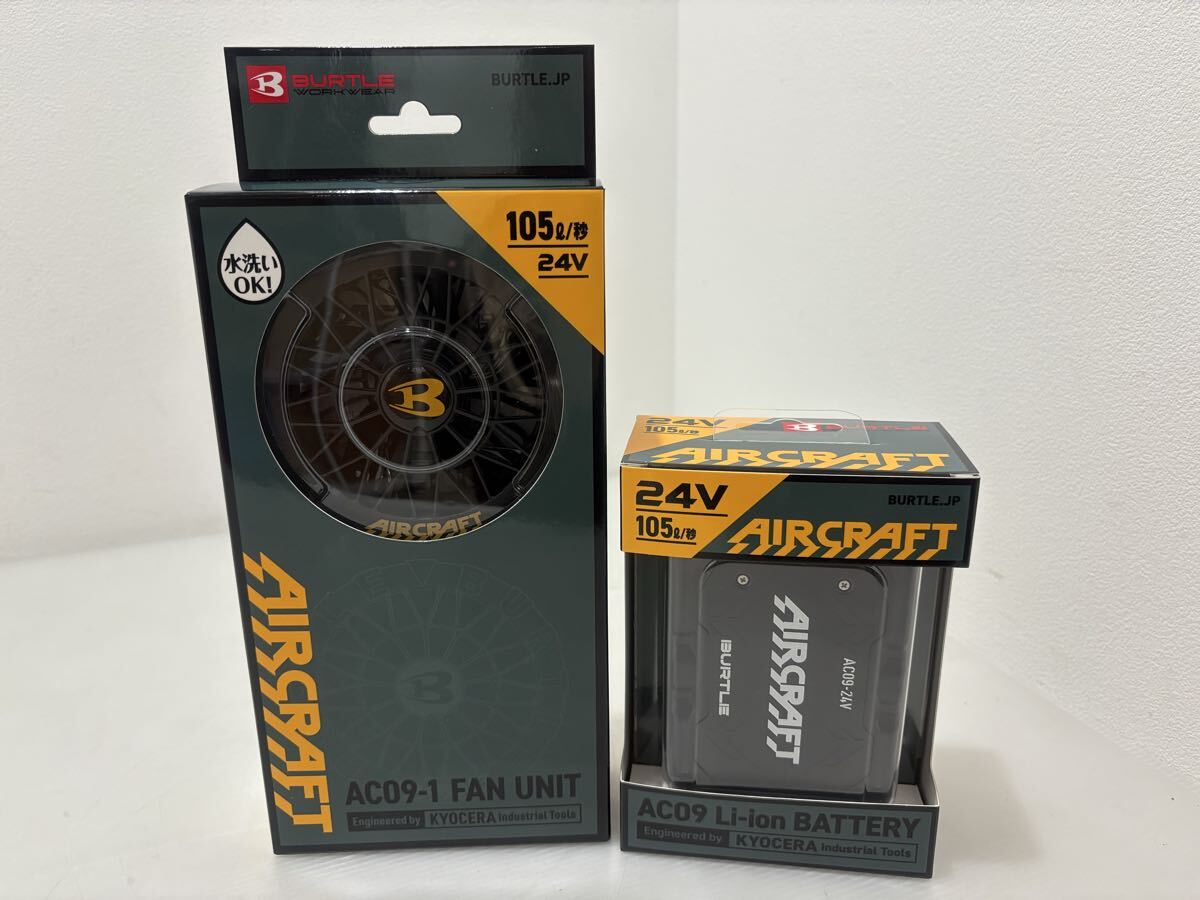 BURTLE
WORKWEAR
BURTLE.JP
水洗い
OK!
105ℓ/秒
24V
B
AIRCRAFT
AIRCRAFT
B
AC09-1 FAN UNIT
Engineered by KYOCERA Industrial Tools
24V
105ℓ/秒
BURTLE
AIRCRAFT
24V
105ℓ/秒
BURTLE.JP
AIRCRAFT
AIRCRAFT
BURTLE
AC09-24V
AC09 Li-ion BATTERY
Engineered by KYOCERA Industrial Tools